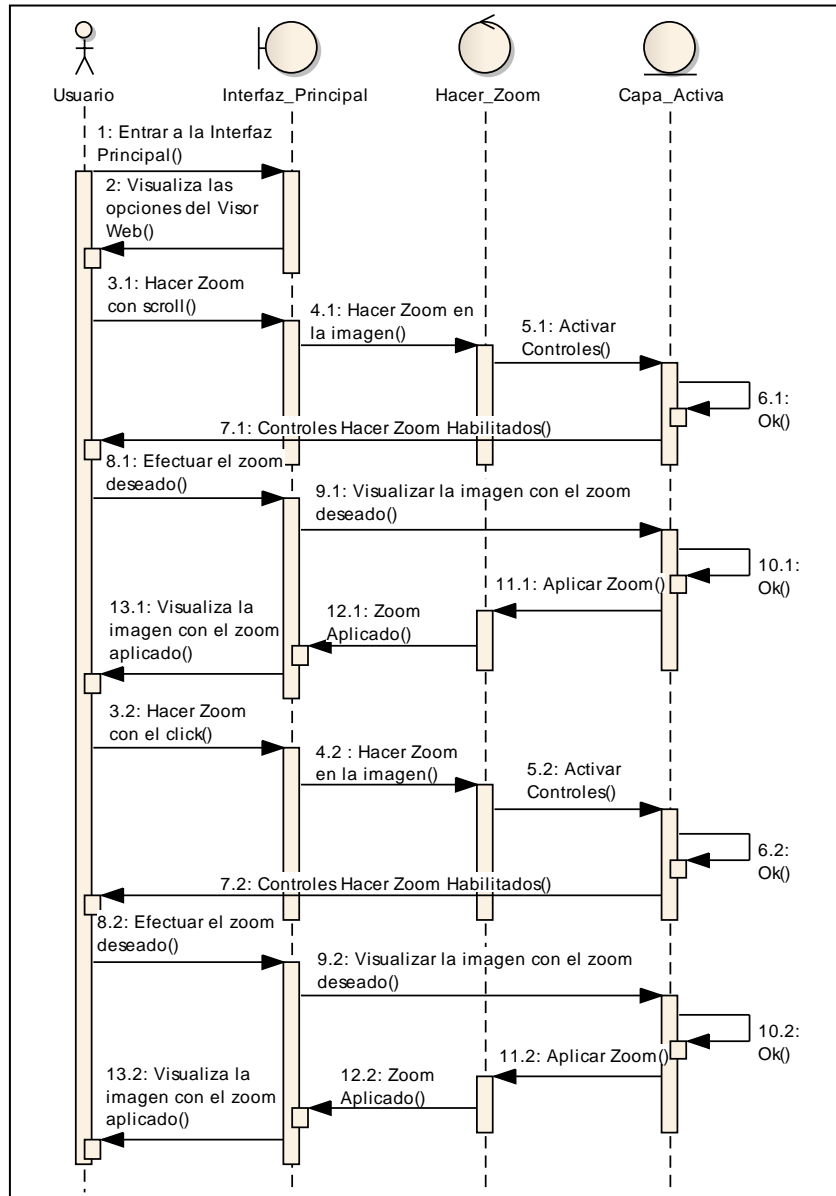 Usuario
Interfaz_Principal
Hacer_Zoom
Capa_Activa
1: Entrar a la Interfaz
Principal()
2: Visualiza las
opciones del Visor
Web()
3.1: Hacer Zoom
con scroll()
4.1: Hacer Zoom en
la imagen()
5.1: Activar
Controles()
6.1:
Ok()
7.1: Controles Hacer Zoom Habilitados()
8.1: Efectuar el zoom
deseado()
9.1: Visualizar la imagen con el zoom
deseado()
10.1:
Ok()
11.1: Aplicar Zoom()
12.1: Zoom
Aplicado()
13.1: Visualiza la
imagen con el zoom
aplicado()
3.2: Hacer Zoom
con el click()
4.2 : Hacer Zoom
en la imagen()
5.2: Activar
Controles()
6.2:
Ok()
7.2: Controles Hacer Zoom Habilitados()
8.2: Efectuar el zoom
deseado()
9.2: Visualizar la imagen con el zoom
deseado()
10.2:
Ok()
11.2: Aplicar Zoom()
12.2: Zoom
Aplicado()
13.2: Visualiza la
imagen con el zoom
aplicado()